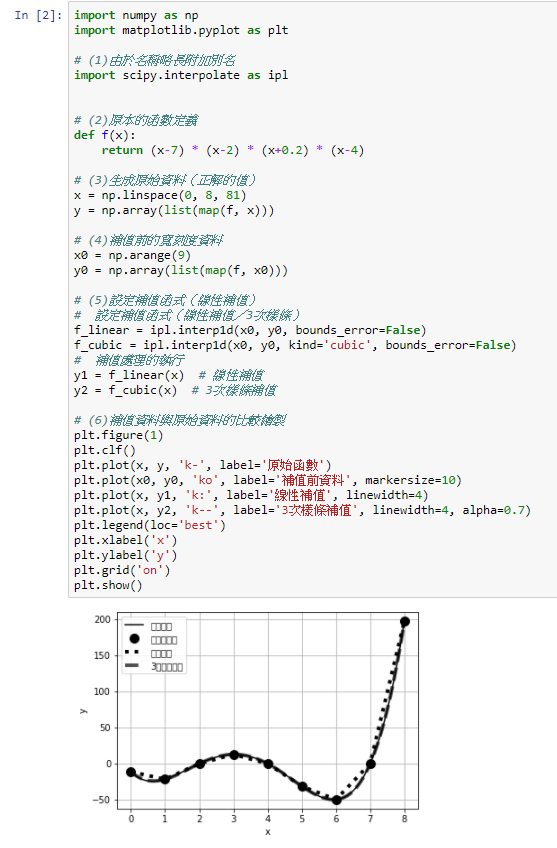 In [2]: import numpy as np
import matplotlib.pyplot as plt
# (1)由於名稱略長附加別名
import scipy.interpolate as ipl
# (2)原本的函數定義
def f(x):
    return (x-7) * (x-2) * (x+0.2) * (x-4)
# (3)生成原始資料（正解的值）
x = np.linspace(0, 8, 81)
y = np.array(list(map(f, x)))
# (4)補值前的寬刻度資料
x0 = np.arange(9)
y0 = np.array(list(map(f, x0)))
# (5)設定補值函式（線性補值）
#  設定補值函式（線性補值／3次樣條）
f_linear = ipl.interp1d(x0, y0, bounds_error=False)
f_cubic = ipl.interp1d(x0, y0, kind='cubic', bounds_error=False)
#  補值處理的執行
y1 = f_linear(x)  # 線性補值
y2 = f_cubic(x)  # 3次樣條補值
# (6)補值資料與原始資料的比較繪製
plt.figure(1)
plt.clf()
plt.plot(x, y, 'k-', label='原始函數')
plt.plot(x0, y0, 'ko', label='補值前資料', markersize=10)
plt.plot(x, y1, 'k:', label='線性補值', linewidth=4)
plt.plot(x, y2, 'k--', label='3次樣條補值', linewidth=4, alpha=0.7)
plt.legend(loc='best')
plt.xlabel('x')
plt.ylabel('y')
plt.grid('on')
plt.show()
200
150
100
50
0
−50
y
□□□□
□□□□□
□□□□
3□□□□□
0 1 2 3 4 5 6 7 8
x